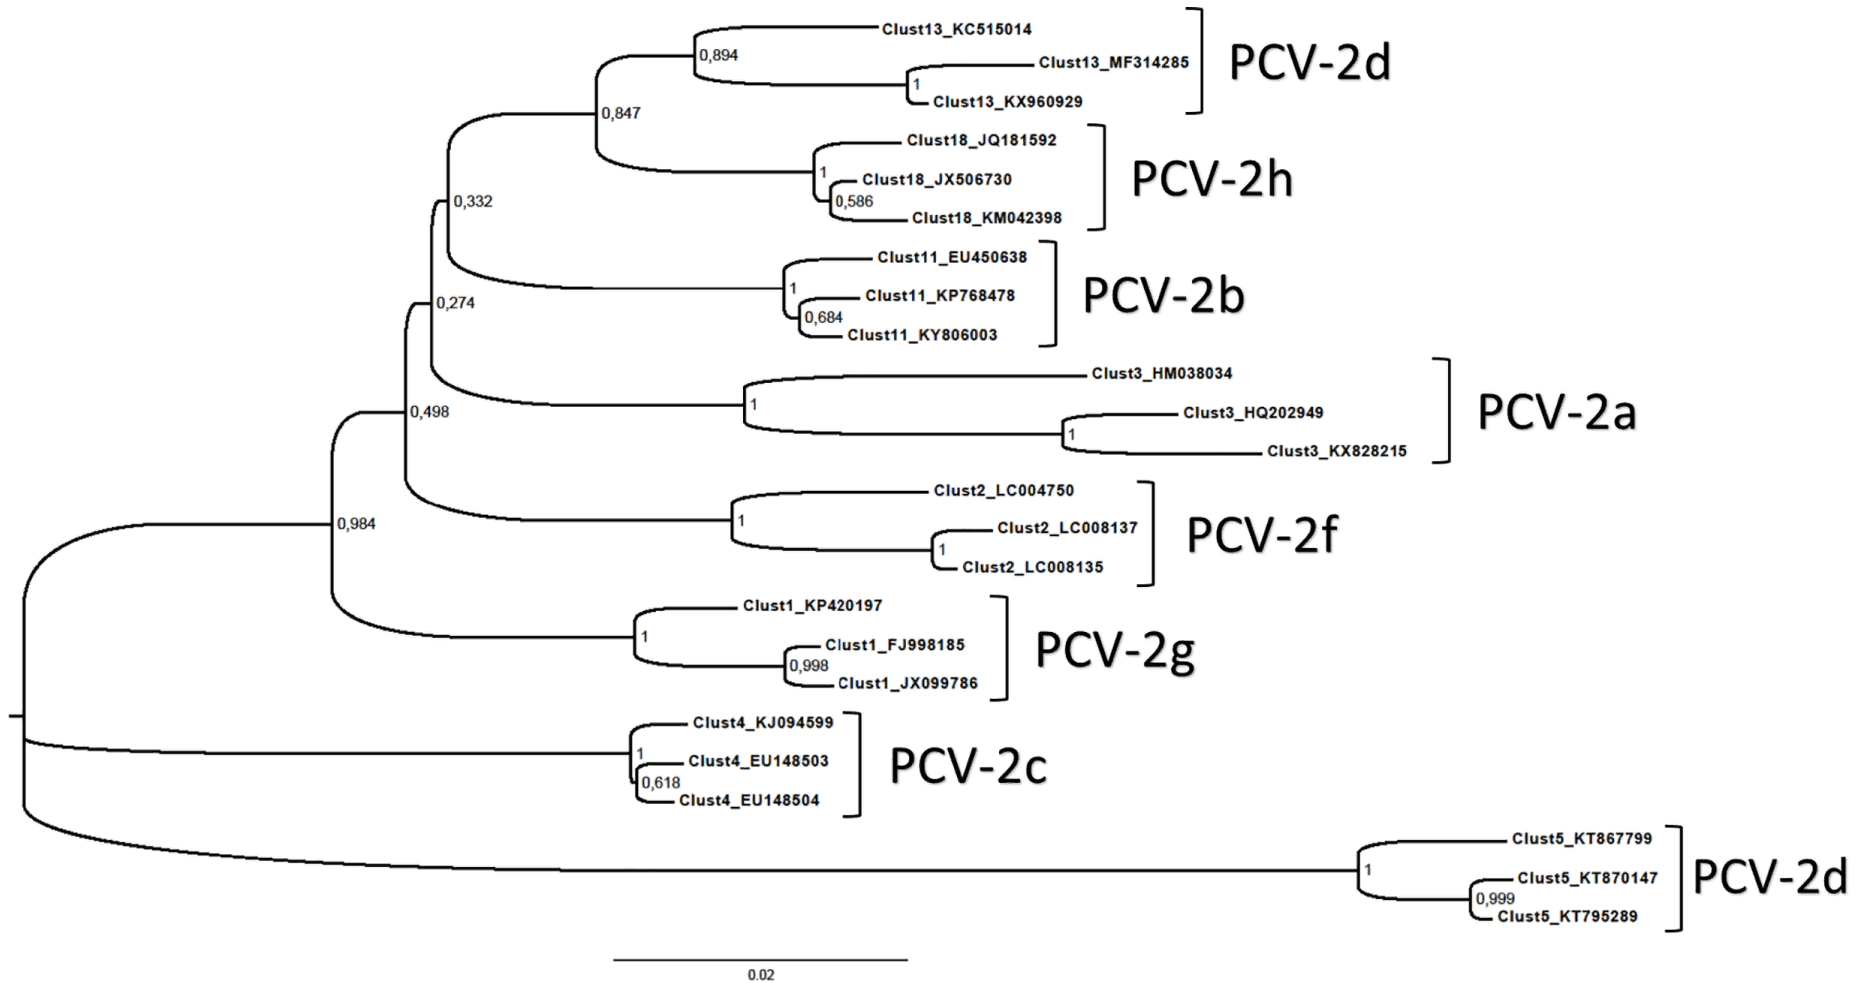 Clust13_KC515014
0,894
Clust13_MF314285
1
Clust13_KX960929
PCV-2d
0,847
Clust18_JQ181592
1
Clust18_JX506730
0,586
Clust18_KM042398
PCV-2h
0,332
Clust11_EU450638
1
Clust11_KP768478
0,684
Clust11_KY806003
PCV-2b
0,274
Clust3_HM038034
1
Clust3_HQ202949
1
Clust3_KX828215
PCV-2a
0,498
Clust2_LC004750
1
Clust2_LC008137
1
Clust2_LC008135
PCV-2f
0,984
Clust1_KP420197
1
Clust1_FJ998185
0,998
Clust1_JX099786
PCV-2g
Clust4_KJ094599
1
Clust4_EU148503
0,618
Clust4_EU148504
PCV-2c
Clust5_KT867799
1
Clust5_KT870147
0,999
Clust5_KT795289
PCV-2d
0.02